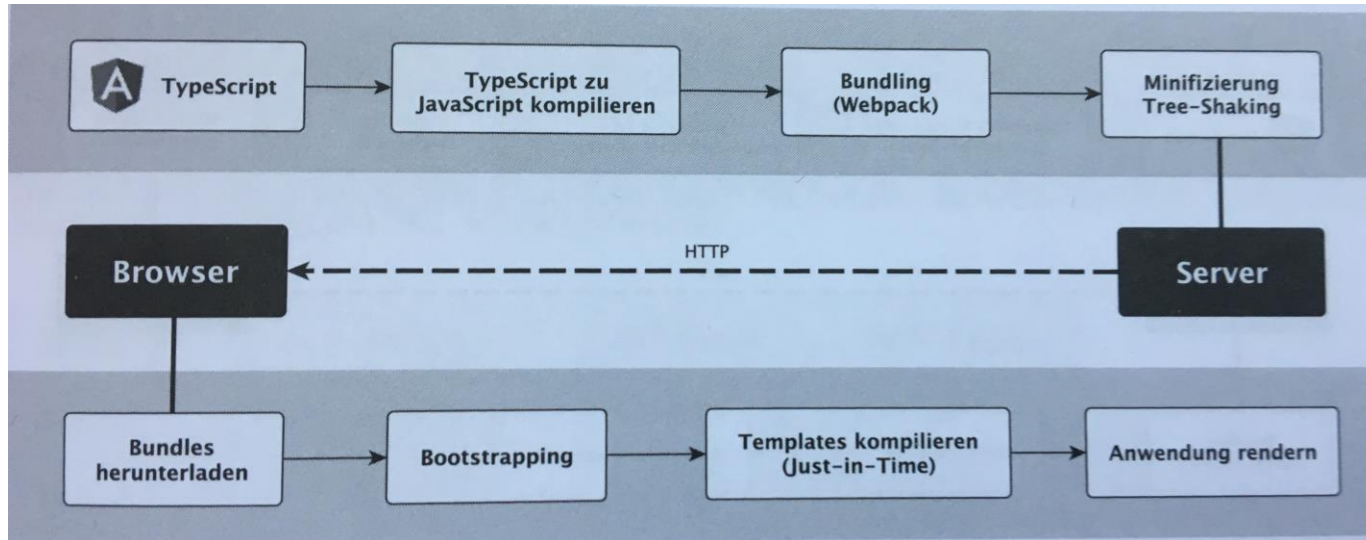 TypeScript
TypeScript zu
JavaScript kompilieren
Bundling
(Webpack)
Minifizierung
Tree-Shaking
Browser
HTTP
Server
Bundles
herunterladen
Bootstrapping
Templates kompilieren
(Just-in-Time)
Anwendung rendern